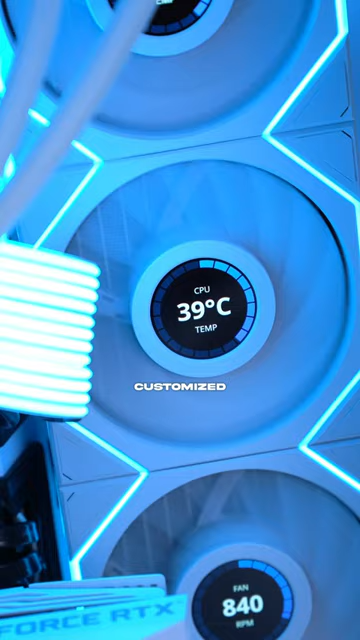 CPU
39°C
TEMP
CUSTOMIZED
FAN
840
RPM
FORCE RTX